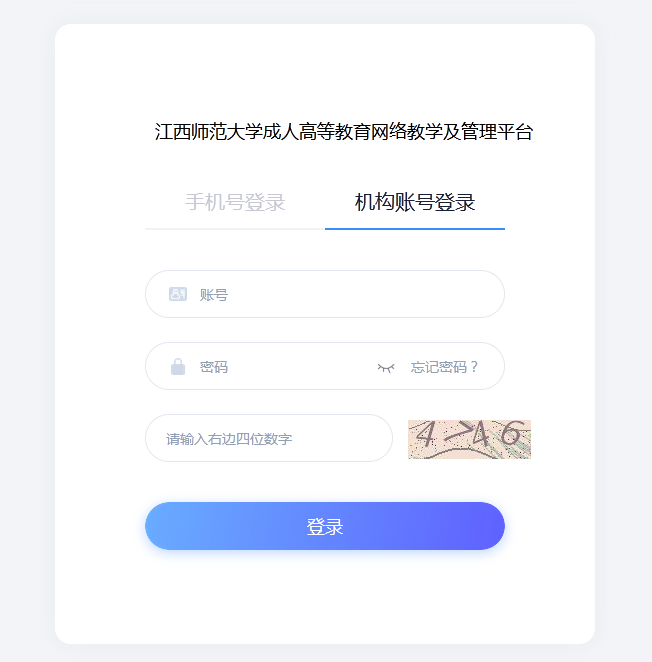 江西师范大学成人高等教育网络教学及管理平台
手机号登录 机构账号登录
账号
密码 忘记密码？
请输入右边四位数字
登录